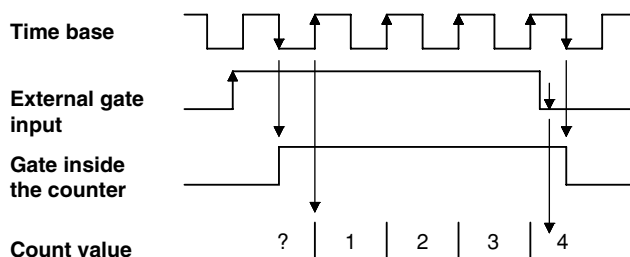 Time base
External gate
input
Gate inside
the counter
Count value ? 1 2 3 4